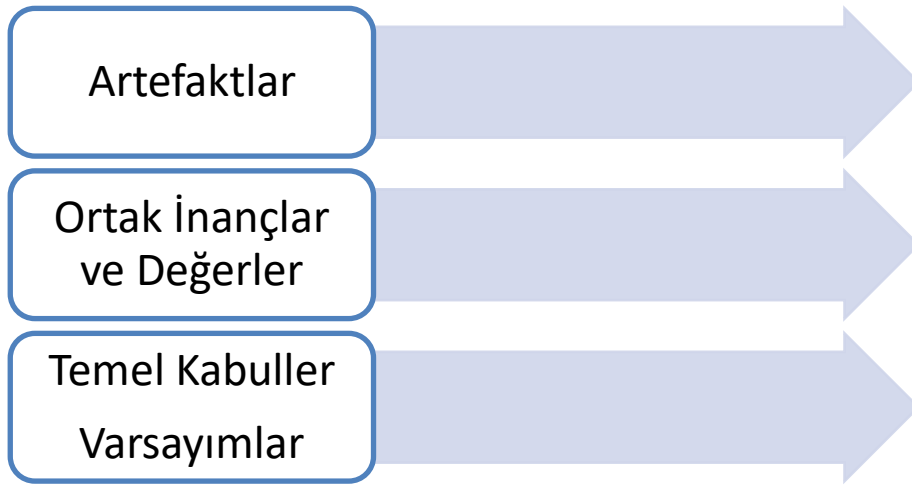 Artefaktlar
Ortak İnançlar
ve Değerler
Temel Kabuller
Varsayımlar